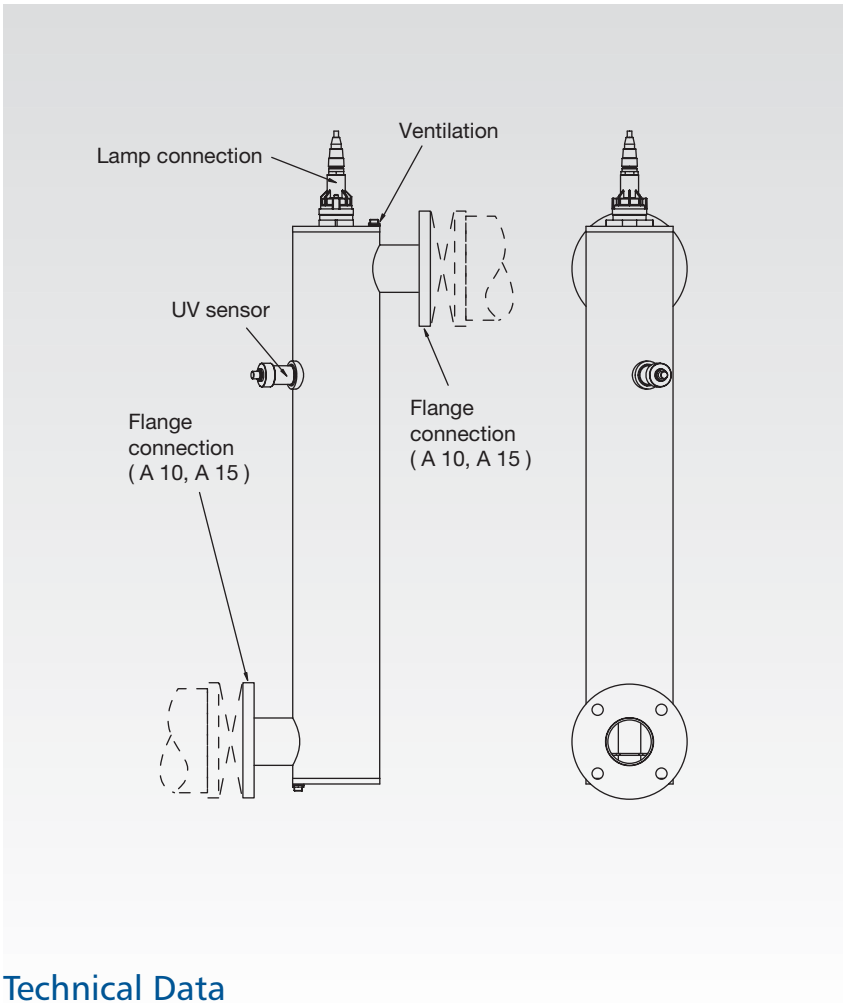 Ventilation
Lamp connection
UV sensor
Flange
connection
( A 10, A 15 )
Flange
connection
( A 10, A 15 )
Technical Data